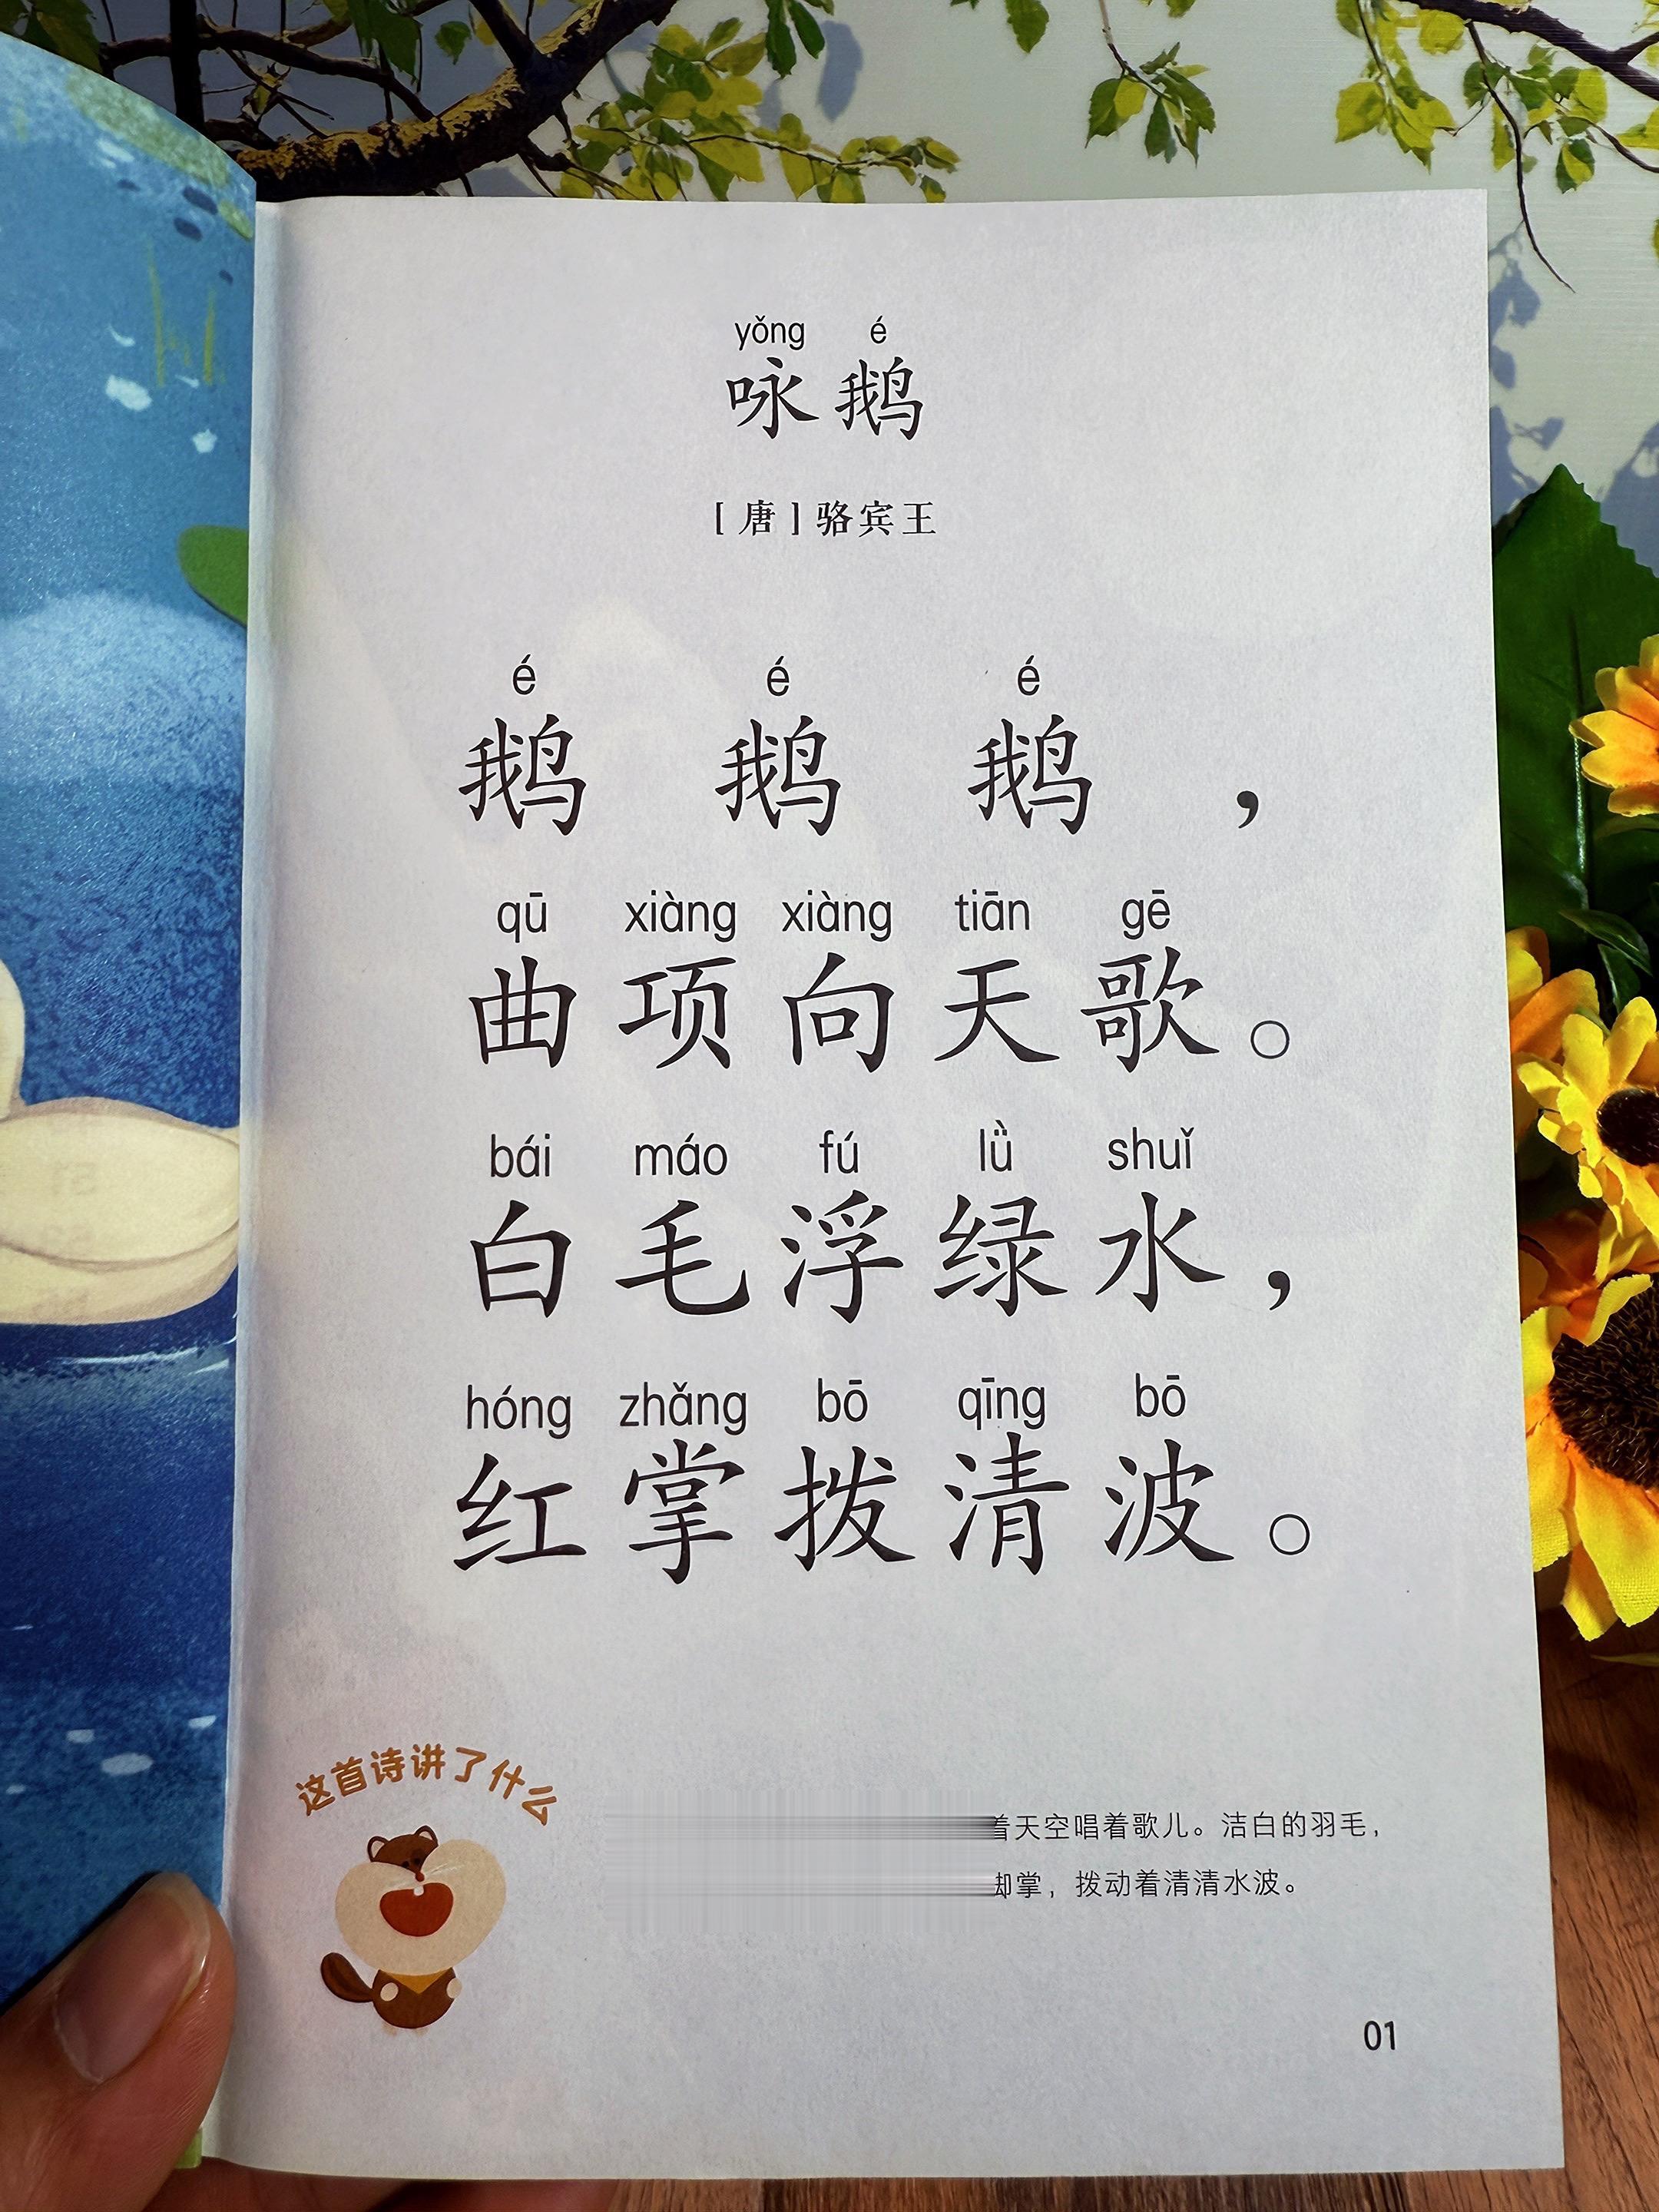 yǒng é
咏鹅
[唐]骆宾王
é é é
鹅 鹅 鹅，
qū xiàng xiàng tiān gē
曲项向天歌。
bái máo fú lǜ shuǐ
白毛浮绿水，
hóng zhǎng bō qīng bō
红掌拨清波。
这首诗讲了什么
着天空唱着歌儿。洁白的羽毛，
掌，拨动着清清水波。
01